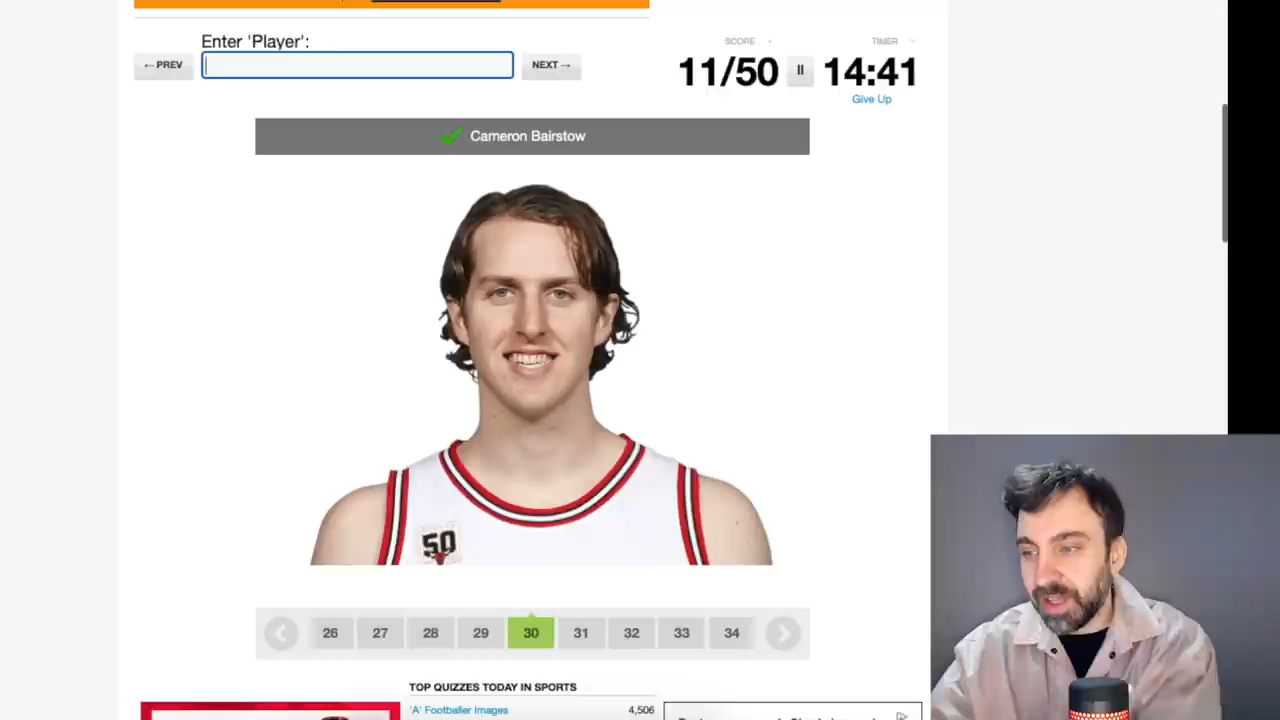 Enter 'Player':
← PREV
NEXT →
SCORE
11/50
TIMER
14:41
Give Up
Cameron Bairstow
50
26 27 28 29 30 31 32 33 34
TOP QUIZZES TODAY IN SPORTS
'A' Footballer Images 4,506